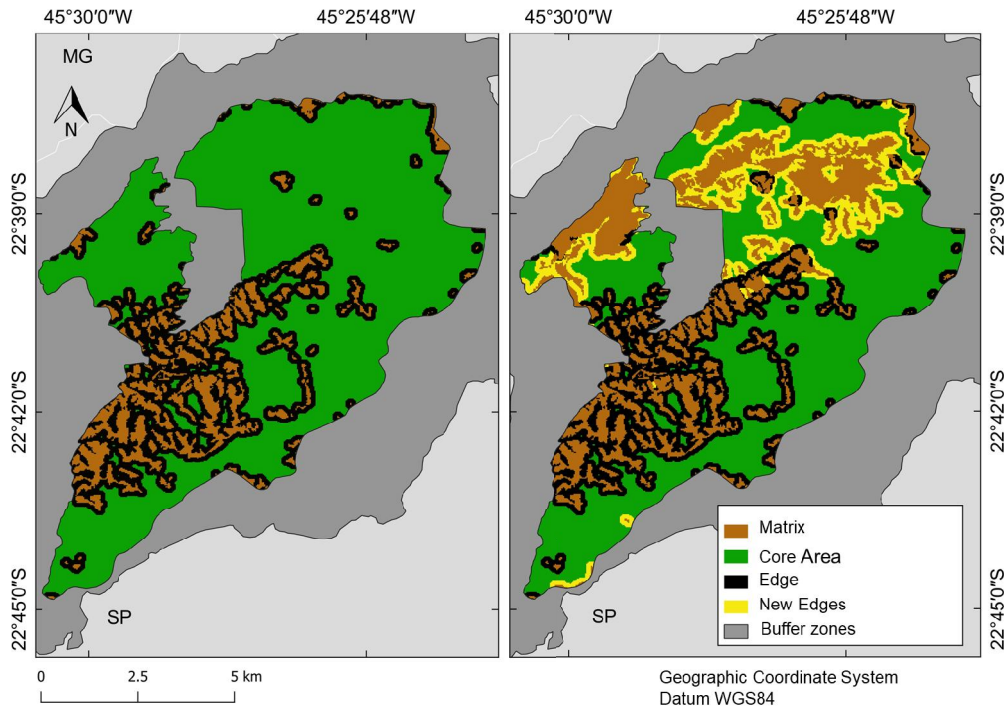 45°30'0"W
45°25'48"W
45°30'0"W
45°25'48"W
MG
N
22°39'0"S
22°42'0"S
22°45'0"S
22°39'0"S
22°42'0"S
22°45'0"S
SP
SP
Matrix
Core Area
Edge
New Edges
Buffer zones
0 2.5 5 km
Geographic Coordinate System
Datum WGS84